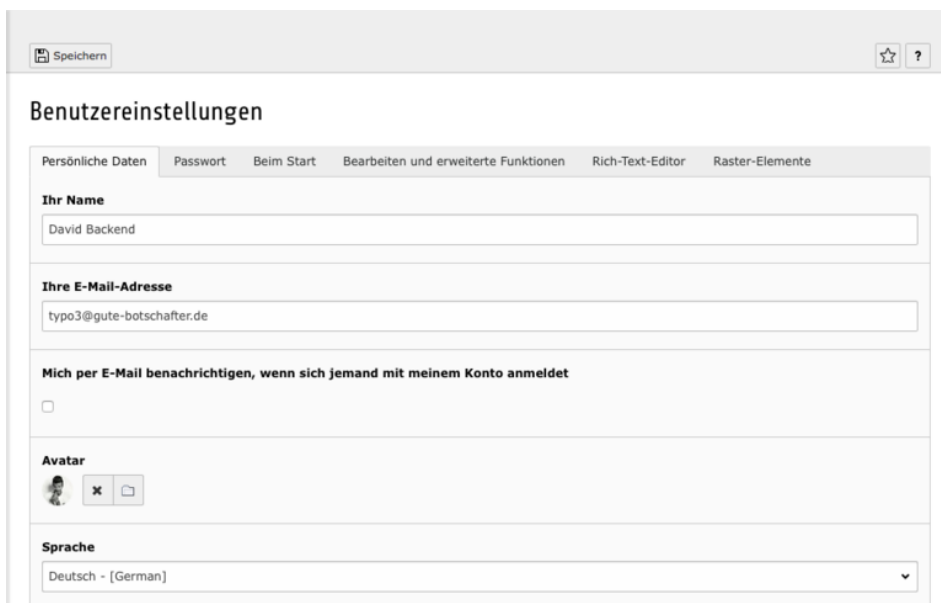 Speichern
?
Benutzereinstellungen
Persönliche Daten Passwort Beim Start Bearbeiten und erweiterte Funktionen Rich-Text-Editor Raster-Elemente
Ihr Name
David Backend
Ihre E-Mail-Adresse
typo3@gute-botschafter.de
Mich per E-Mail benachrichtigen, wenn sich jemand mit meinem Konto anmeldet
Avatar
Sprache
Deutsch - [German]